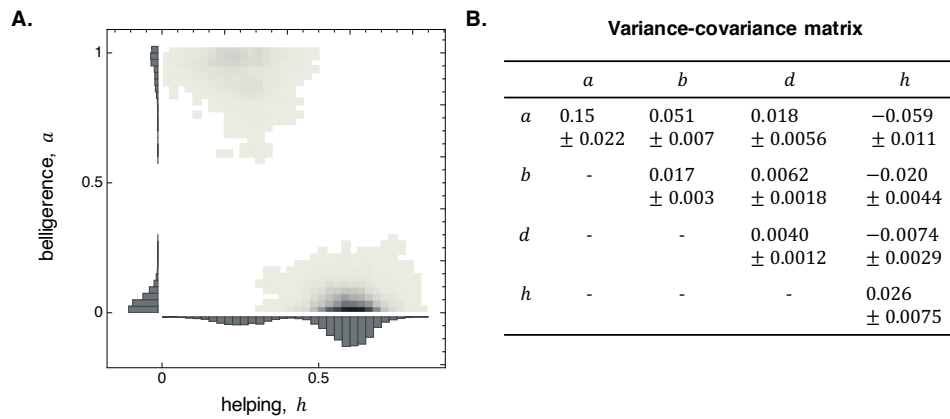 A.
1
0.5
0
0
0.5
belligerence, a
helping, h
B.
Variance-covariance matrix
a b d h
a 0.15 0.051 0.018 −0.059
± 0.022 ± 0.007 ± 0.0056 ± 0.011
b - 0.017 0.0062 −0.020
± 0.003 ± 0.0018 ± 0.0044
d - - 0.0040 −0.0074
± 0.0012 ± 0.0029
h - - - 0.026
± 0.0075